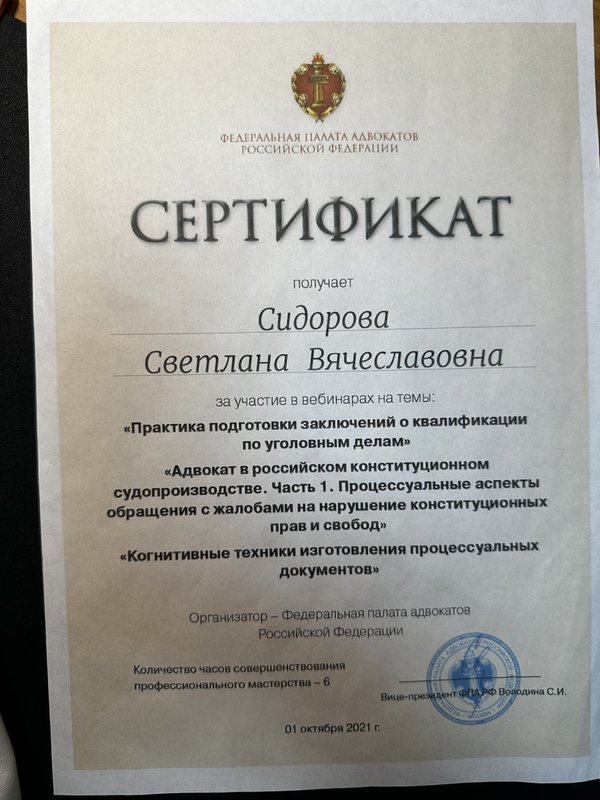 ФЕДЕРАЛЬНАЯ ПАЛАТА АДВОКАТОВ
РОССИЙСКОЙ ФЕДЕРАЦИИ
СЕРТИФИКАТ
получает
Сидорова
Светлана Вячеславовна
за участие в вебинарах на темы:
«Практика подготовки заключений о квалификации
по уголовным делам»
«Адвокат в российском конституционном
судопроизводстве. Часть 1. Процессуальные аспекты
обращения с жалобами на нарушение конституционных
прав и свобод»
«Когнитивные техники изготовления процессуальных
документов»
Организатор – Федеральная палата адвокатов
Российской Федерации
Количество часов совершенствования
профессионального мастерства – 6
Вице-президент ФПА РФ Володина С.И.
01 октября 2021 г.